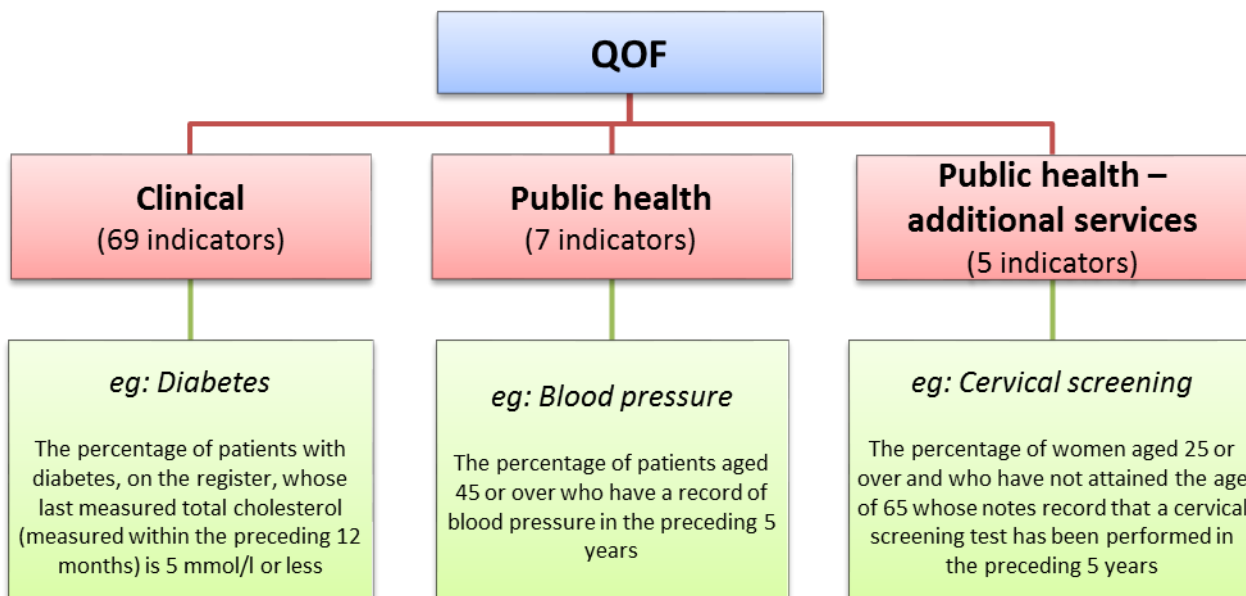 QOF
Clinical
(69 indicators)
Public health
(7 indicators)
Public health –
additional services
(5 indicators)
eg: Diabetes
The percentage of patients with
diabetes, on the register, whose
last measured total cholesterol
(measured within the preceding 12
months) is 5 mmol/l or less
eg: Blood pressure
The percentage of patients aged
45 or over who have a record of
blood pressure in the preceding 5
years
eg: Cervical screening
The percentage of women aged 25 or
over and who have not attained the age
of 65 whose notes record that a cervical
screening test has been performed in
the preceding 5 years